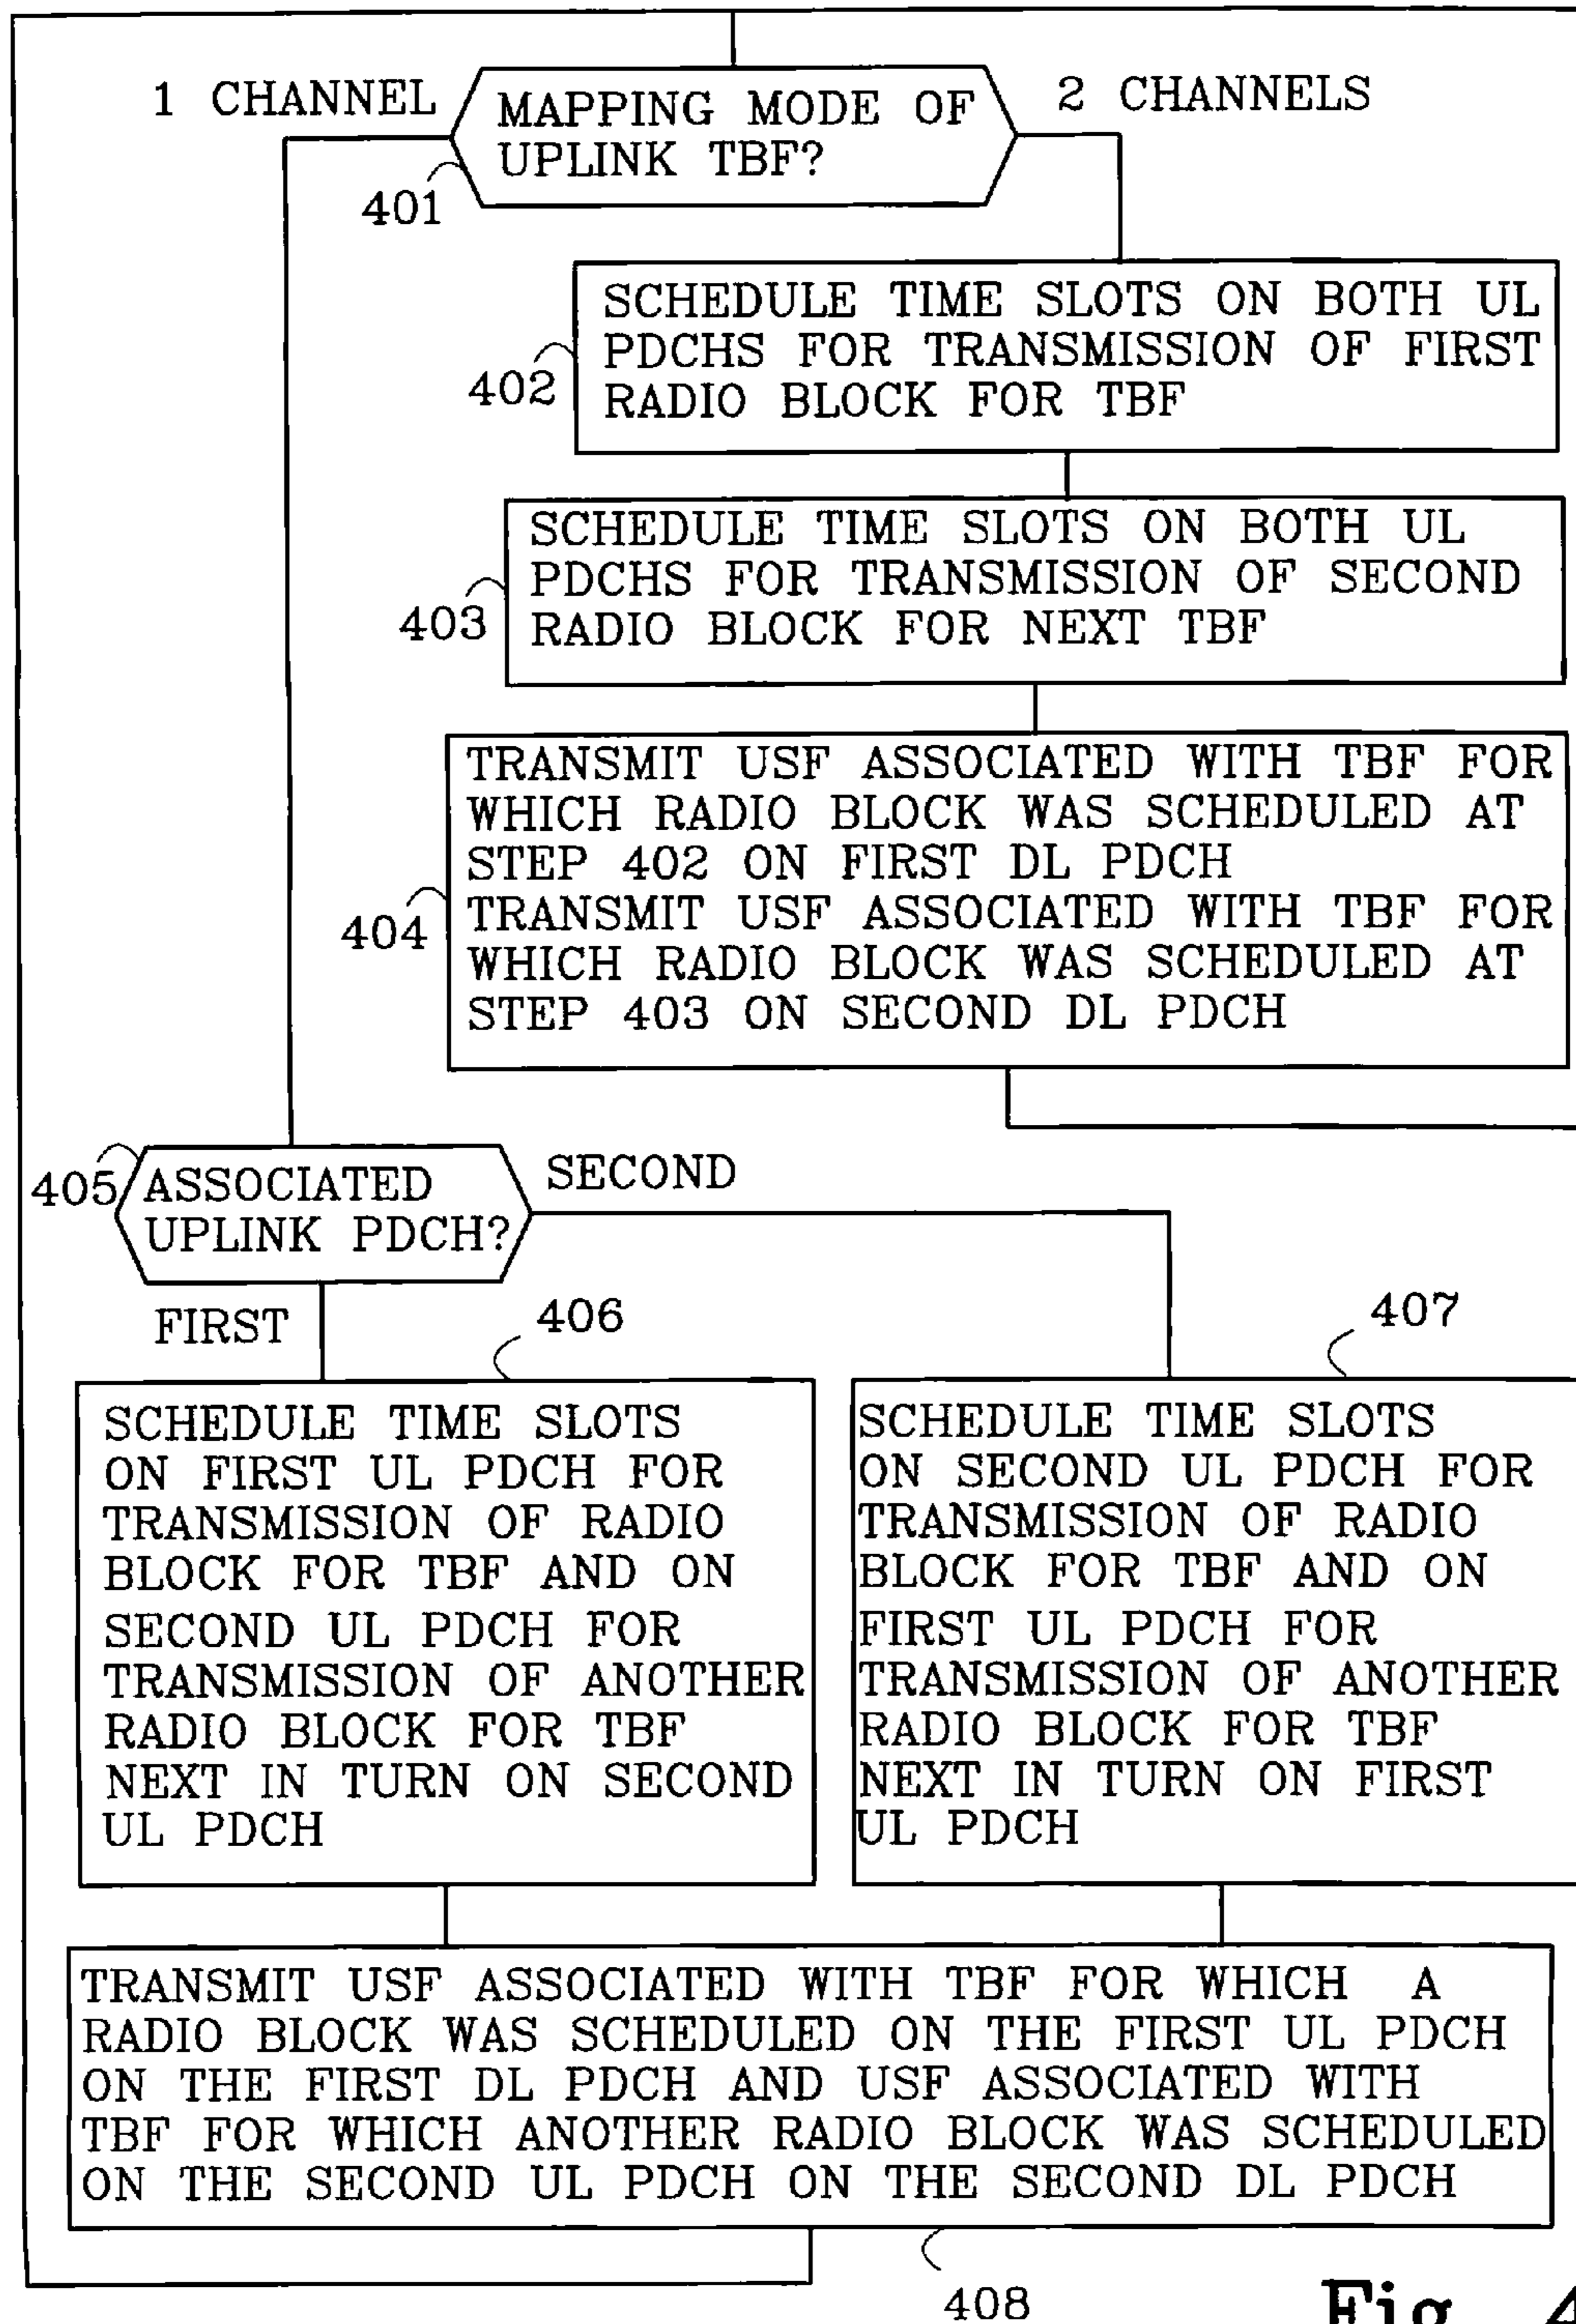 1 CHANNEL
MAPPING MODE OF
UPLINK TBF?
2 CHANNELS
401
SCHEDULE TIME SLOTS ON BOTH UL
PDCHS FOR TRANSMISSION OF FIRST
RADIO BLOCK FOR TBF
402
SCHEDULE TIME SLOTS ON BOTH UL
PDCHS FOR TRANSMISSION OF SECOND
RADIO BLOCK FOR NEXT TBF
403
TRANSMIT USF ASSOCIATED WITH TBF FOR
WHICH RADIO BLOCK WAS SCHEDULED AT
STEP 402 ON FIRST DL PDCH
TRANSMIT USF ASSOCIATED WITH TBF FOR
WHICH RADIO BLOCK WAS SCHEDULED AT
STEP 403 ON SECOND DL PDCH
404
405
ASSOCIATED
UPLINK PDCH?
SECOND
FIRST
406
407
SCHEDULE TIME SLOTS
ON FIRST UL PDCH FOR
TRANSMISSION OF RADIO
BLOCK FOR TBF AND ON
SECOND UL PDCH FOR
TRANSMISSION OF ANOTHER
RADIO BLOCK FOR TBF
NEXT IN TURN ON SECOND
UL PDCH
SCHEDULE TIME SLOTS
ON SECOND UL PDCH FOR
TRANSMISSION OF RADIO
BLOCK FOR TBF AND ON
FIRST UL PDCH FOR
TRANSMISSION OF ANOTHER
RADIO BLOCK FOR TBF
NEXT IN TURN ON FIRST
UL PDCH
TRANSMIT USF ASSOCIATED WITH TBF FOR WHICH A
RADIO BLOCK WAS SCHEDULED ON THE FIRST UL PDCH
ON THE FIRST DL PDCH AND USF ASSOCIATED WITH
TBF FOR WHICH ANOTHER RADIO BLOCK WAS SCHEDULED
ON THE SECOND UL PDCH ON THE SECOND DL PDCH
408
Fig. 4